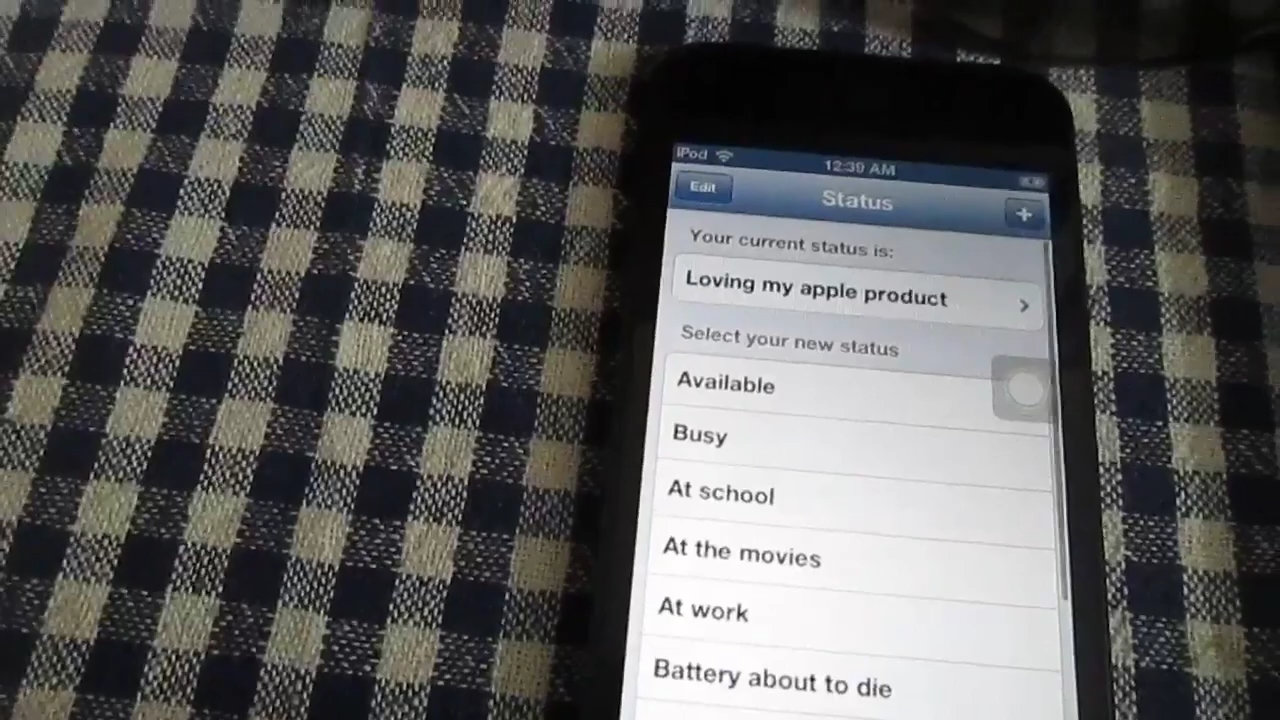 iPod
12:39 AM
Edit
Status
+
Your current status is:
Loving my apple product
Select your new status
Available
Busy
At school
At the movies
At work
Battery about to die